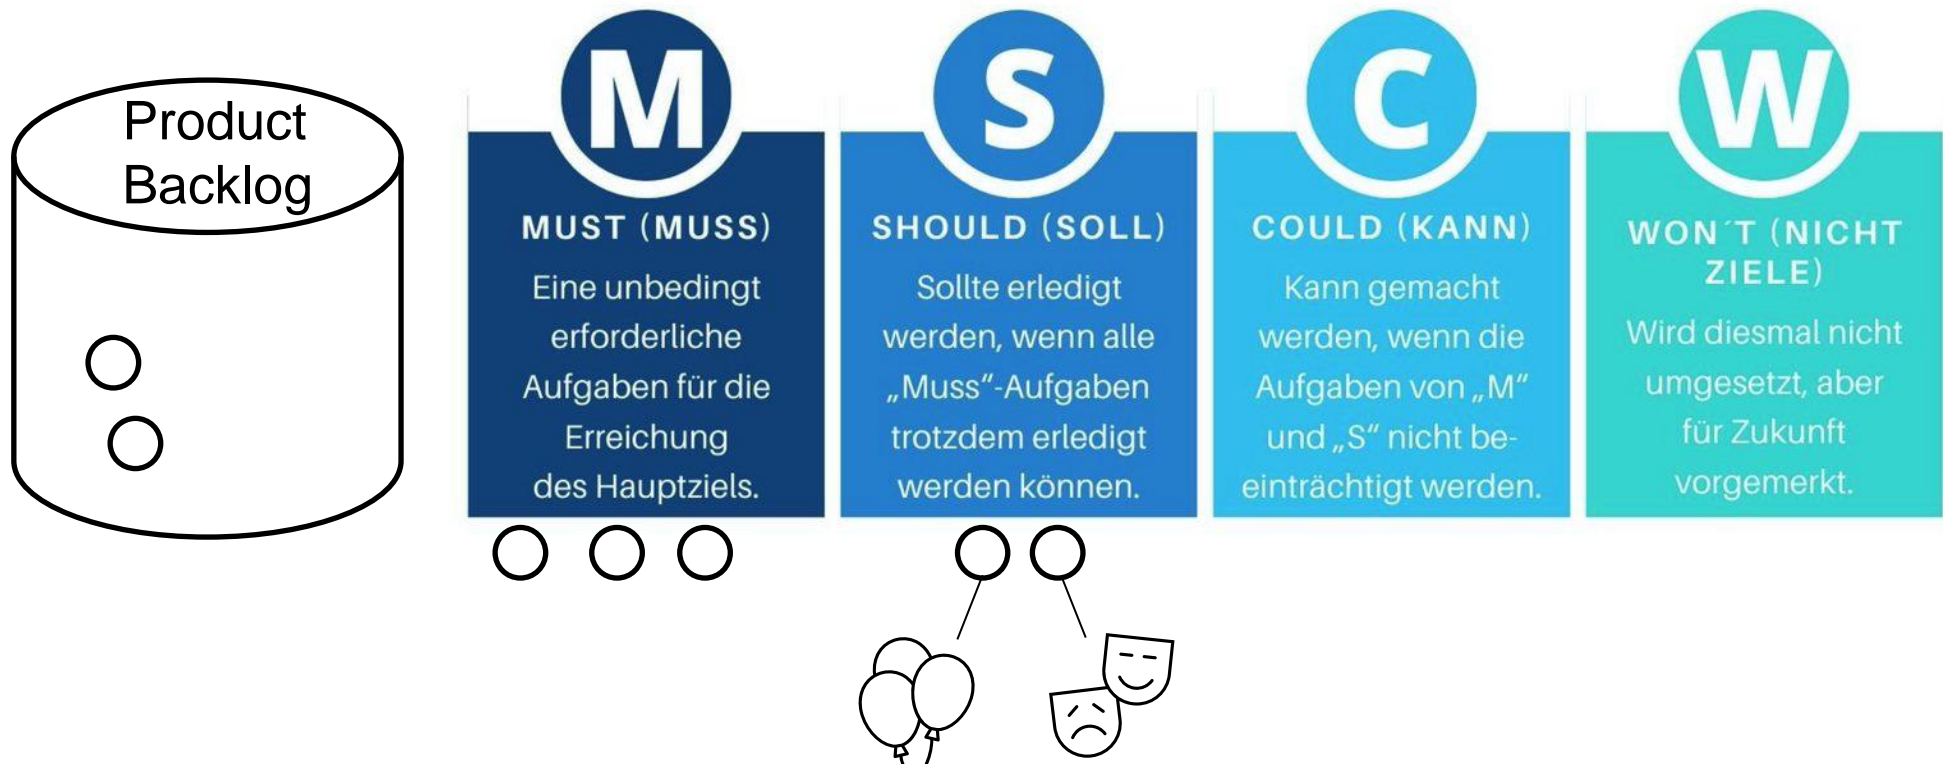 Product
Backlog
M
MUST (MUSS)
Eine unbedingt
erforderliche
Aufgaben für die
Erreichung
des Hauptziels.
S
SHOULD (SOLL)
Sollte erledigt
werden, wenn alle
„Muss“-Aufgaben
trotzdem erledigt
werden können.
C
COULD (KANN)
Kann gemacht
werden, wenn die
Aufgaben von „M“
und „S“ nicht be-
einträchtigt werden.
W
WON´T (NICHT
ZIELE)
Wird diesmal nicht
umgesetzt, aber
für Zukunft
vorgemerkt.